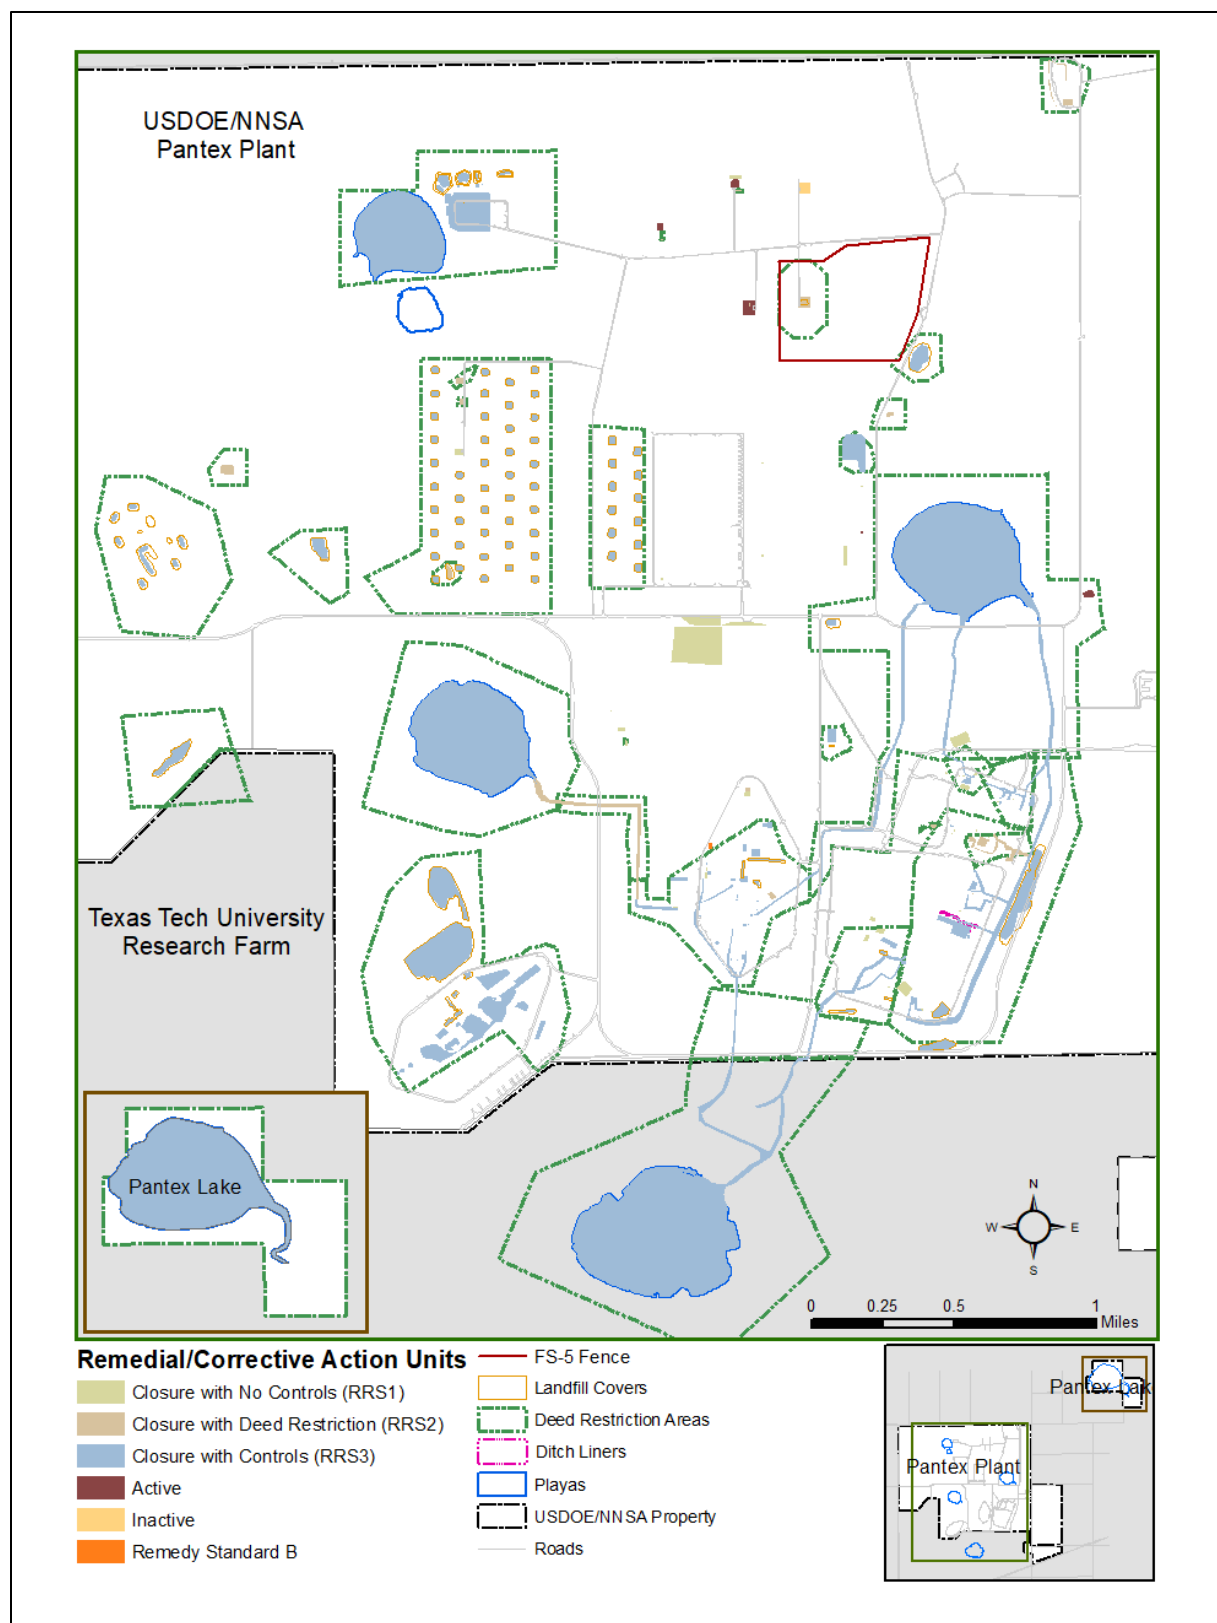 USDOE/NNSA
Pantex Plant
Texas Tech University
Research Farm
Pantex Lake
N
W
E
S
0
0.25
0.5
1
Miles
Remedial/Corrective Action Units
Closure with No Controls (RRS1)
Closure with Deed Restriction (RRS2)
Closure with Controls (RRS3)
Active
Inactive
Remedy Standard B
FS-5 Fence
Landfill Covers
Deed Restriction Areas
Ditch Liners
Playas
USDOE/NNSA Property
Roads
Pantex Lak
Pantex Plant